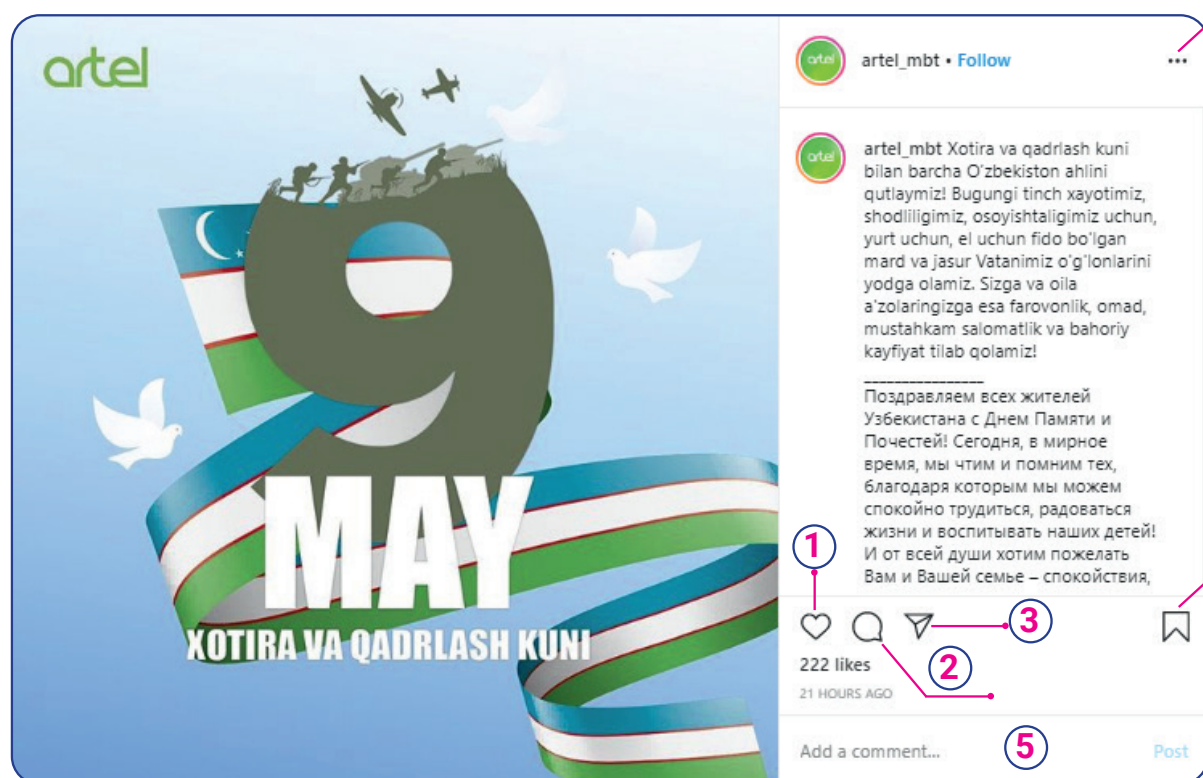 artel
9
MAY
XOTIRA VA QADRLASH KUNI
artel
artel_mbt • Follow
artel
artel_mbt Xotira va qadrlash kuni
bilan barcha O'zbekiston ahlini
qutlaymiz! Bugungi tinch xayotimiz,
shodliligimiz, osoyishtaligimiz uchun,
yurt uchun, el uchun fido bo'lgan
mard va jasur Vatanimiz o'g'lonlarini
yodga olamiz. Sizga va oila
a'zolaringizga esa farovonlik, omad,
mustahkam salomatlik va bahoriy
kayfiyat tilab qolamiz!
________________
Поздравляем всех жителей
Узбекистана с Днем Памяти и
Почестей! Сегодня, в мирное
время, мы чтим и помним тех,
благодаря которым мы можем
спокойно трудиться, радоваться
жизни и воспитывать наших детей!
И от всей души хотим пожелать
Вам и Вашей семье – спокойствия,
1
3
2
222 likes
21 HOURS AGO
Add a comment...
5
Post